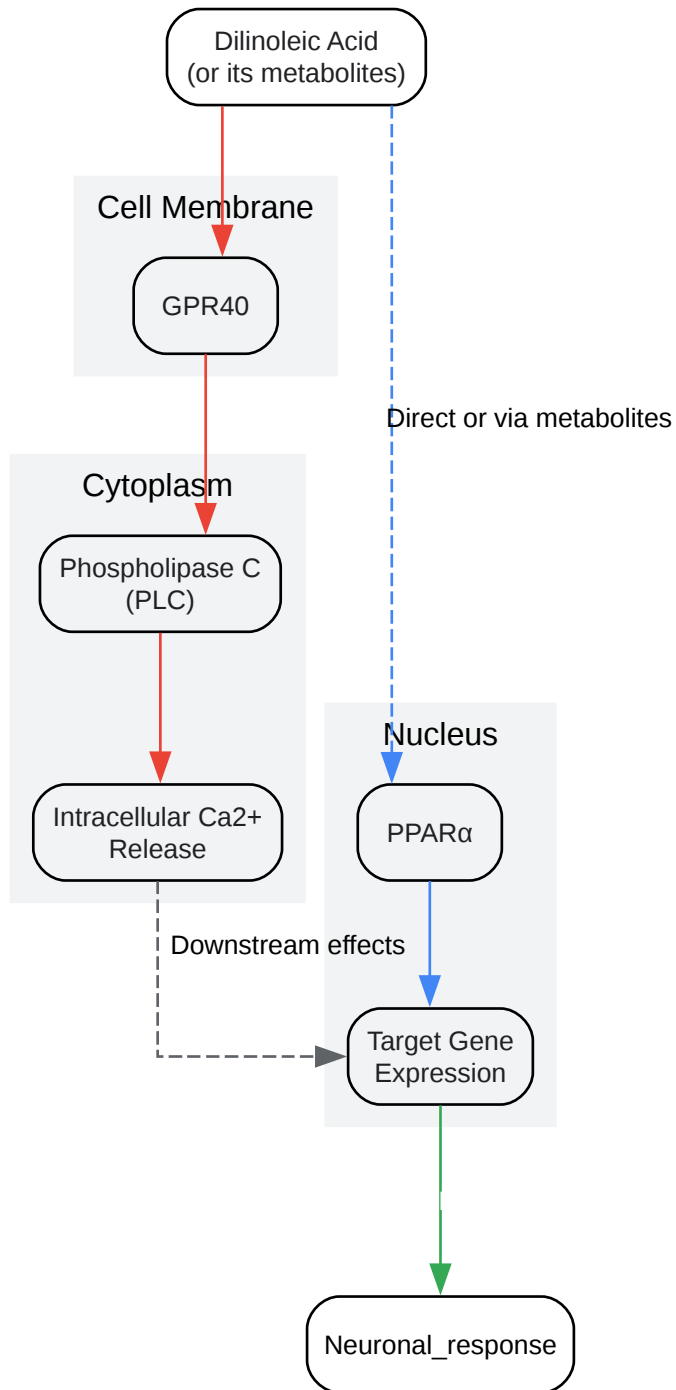 Dilinoleic Acid
(or its metabolites)
Cell Membrane
GPR40
Direct or via metabolites
Cytoplasm
Phospholipase C
(PLC)
Nucleus
Intracellular Ca2+
Release
PPARα
Downstream effects
Target Gene
Expression
Neuronal_response